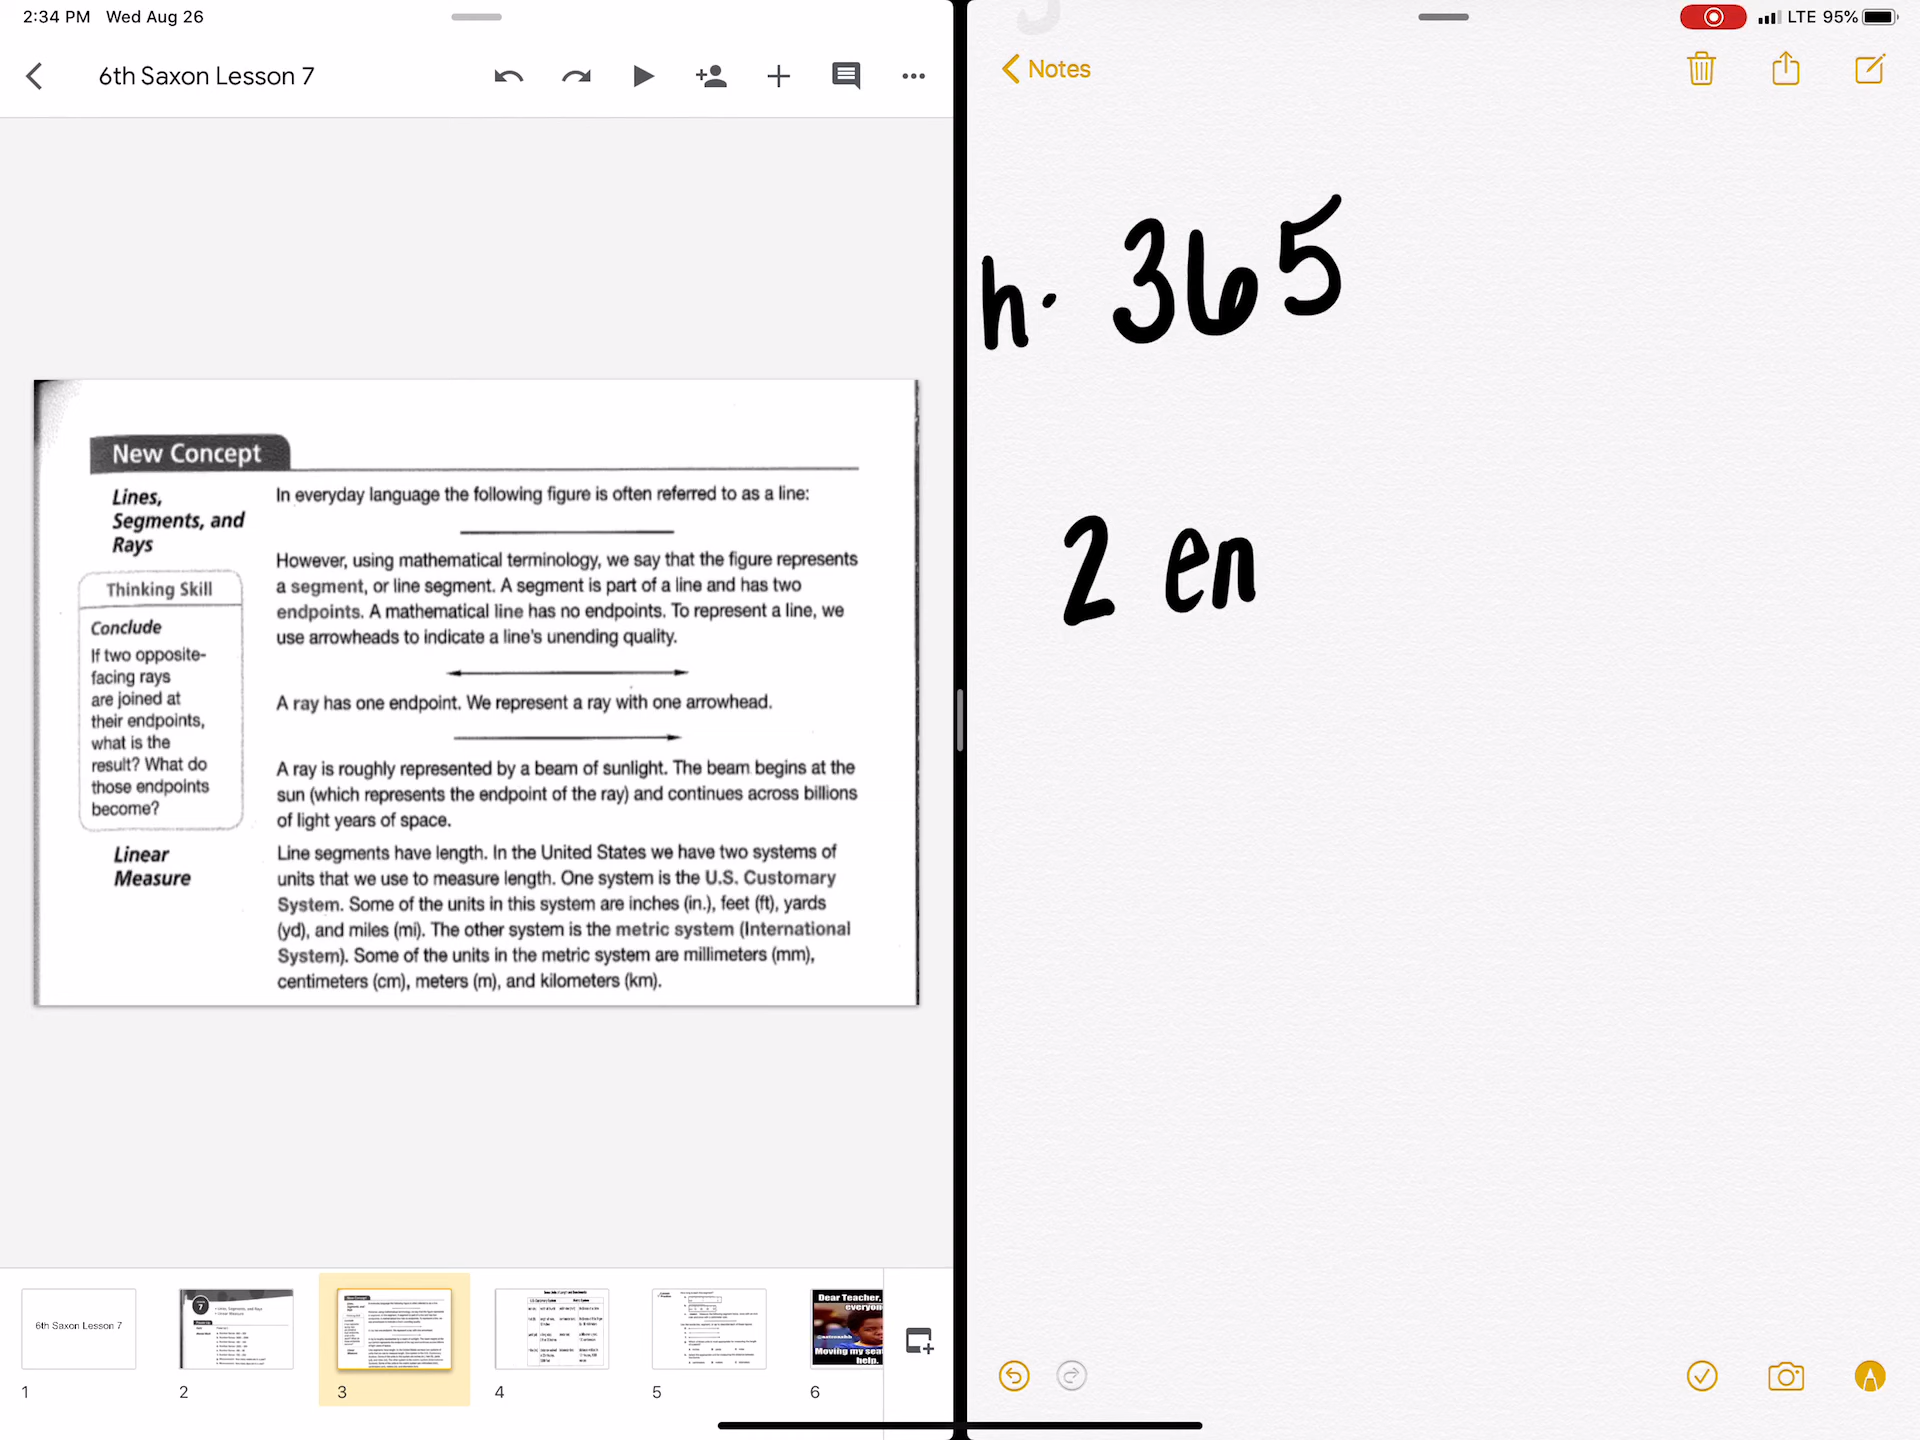 2:34 PM Wed Aug 26
LTE 95%
6th Saxon Lesson 7
Notes
New Concept
Lines,
Segments, and
Rays
In everyday language the following figure is often referred to as a line:
However, using mathematical terminology, we say that the figure represents
a segment, or line segment. A segment is part of a line and has two
endpoints. A mathematical line has no endpoints. To represent a line, we
use arrowheads to indicate a line's unending quality.
A ray has one endpoint. We represent a ray with one arrowhead.
A ray is roughly represented by a beam of sunlight. The beam begins at the
sun (which represents the endpoint of the ray) and continues across billions
of light years of space.
Thinking Skill
Conclude
If two opposite-
facing rays
are joined at
their endpoints,
what is the
result? What do
those endpoints
become?
Linear
Measure
Line segments have length. In the United States we have two systems of
units that we use to measure length. One system is the U.S. Customary
System. Some of the units in this system are inches (in.), feet (ft), yards
(yd), and miles (mi). The other system is the metric system (International
System). Some of the units in the metric system are millimeters (mm),
centimeters (cm), meters (m), and kilometers (km).
h. 365
2 en
6th Saxon Lesson 7
7
Dear Teacher,
everyon
Moving my sea
help.
1 2 3 4 5 6